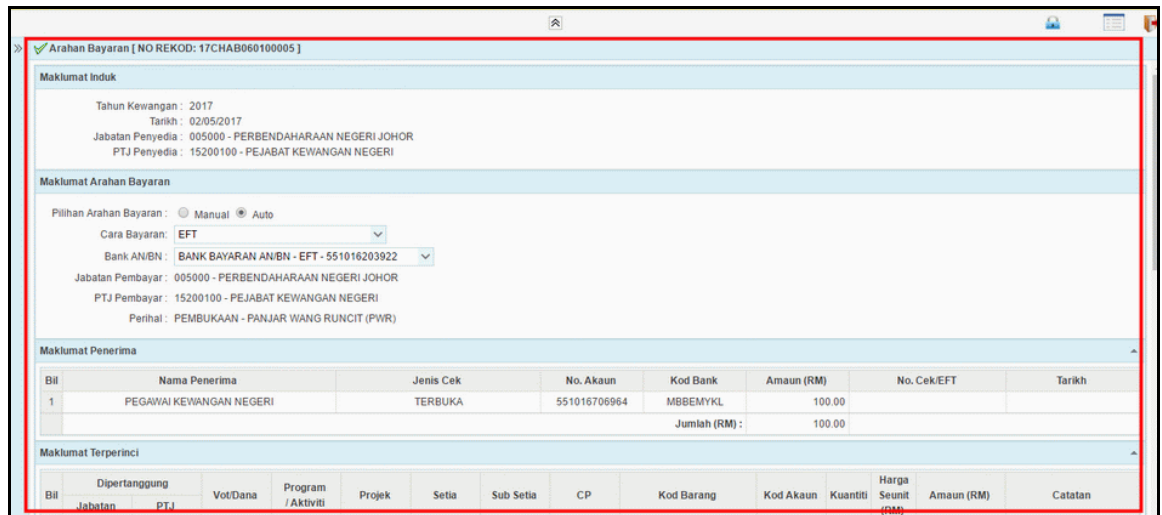 Arahan Bayaran [ NO REKOD: 17CHAB060100005 ]
Maklumat Induk
Tahun Kewangan : 2017
Tarikh : 02/05/2017
Jabatan Penyedia : 005000 - PERBENDAHARAAN NEGERI JOHOR
PTJ Penyedia : 15200100 - PEJABAT KEWANGAN NEGERI
Maklumat Arahan Bayaran
Pilihan Arahan Bayaran : Manual Auto
Cara Bayaran: EFT
Bank AN/BN : BANK BAYARAN AN/BN - EFT - 551016203922
Jabatan Pembayar : 005000 - PERBENDAHARAAN NEGERI JOHOR
PTJ Pembayar : 15200100 - PEJABAT KEWANGAN NEGERI
Perihal : PEMBUKAAN - PANJAR WANG RUNCIT (PWR)
Maklumat Penerima
Bil Nama Penerima Jenis Cek No. Akaun Kod Bank Amaun (RM) No. Cek/EFT Tarikh
1 PEGAWAI KEWANGAN NEGERI TERBUKA 551016706964 MBBEMYKL 100.00
Jumlah (RM) : 100.00
Maklumat Terperinci
Bil Dipertanggung Vot/Dana Program / Aktiviti Projek Setia Sub Setia CP Kod Barang Kod Akaun Kuantiti Harga Seunit (RM) Amaun (RM) Catatan
Jabatan PTJ